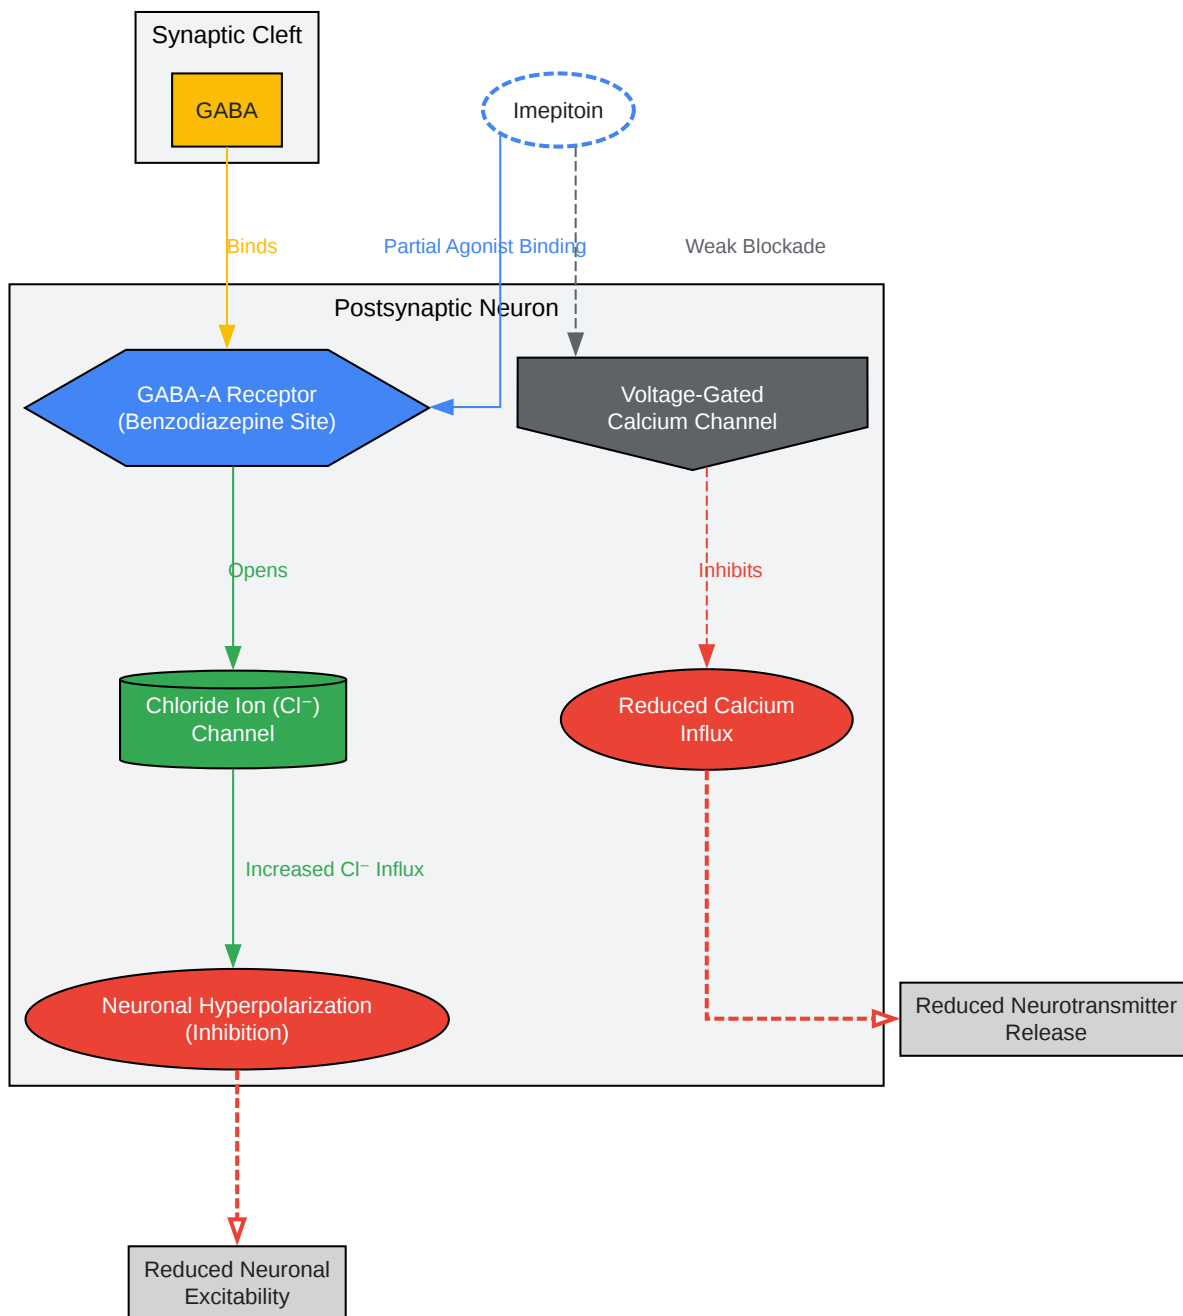 Synaptic Cleft
GABA
Imepitoin
Binds
Partial Agonist Binding
Weak Blockade
Postsynaptic Neuron
GABA-A Receptor
(Benzodiazepine Site)
Voltage-Gated
Calcium Channel
Opens
Inhibits
Chloride Ion (Cl⁻)
Channel
Reduced Calcium
Influx
Increased Cl⁻ Influx
Neuronal Hyperpolarization
(Inhibition)
Reduced Neurotransmitter
Release
Reduced Neuronal
Excitability